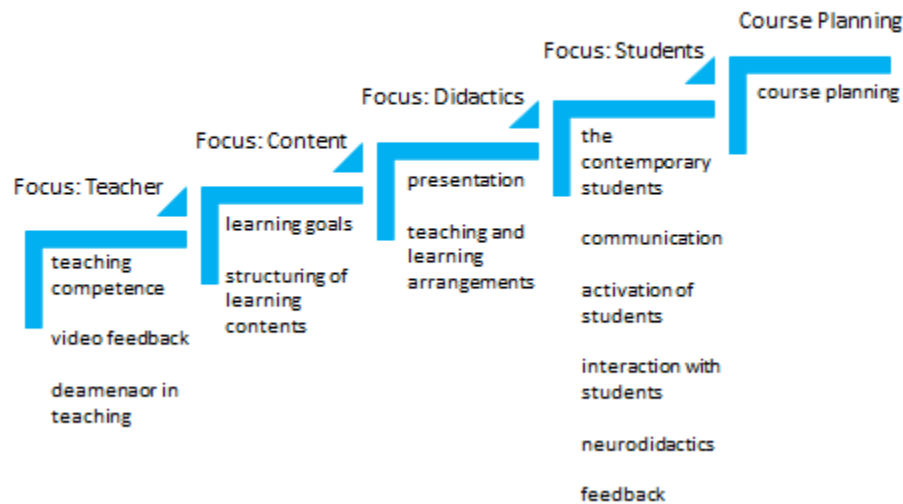 Focus: Teacher
teaching
competence
video feedback
deamenaor in
teaching
Focus: Content
learning goals
structuring of
learning
contents
Focus: Didactics
presentation
teaching and
learning
arrangements
Focus: Students
the
contemporary
students
communication
activation of
students
interaction with
students
neurodidactics
feedback
Course Planning
course planning